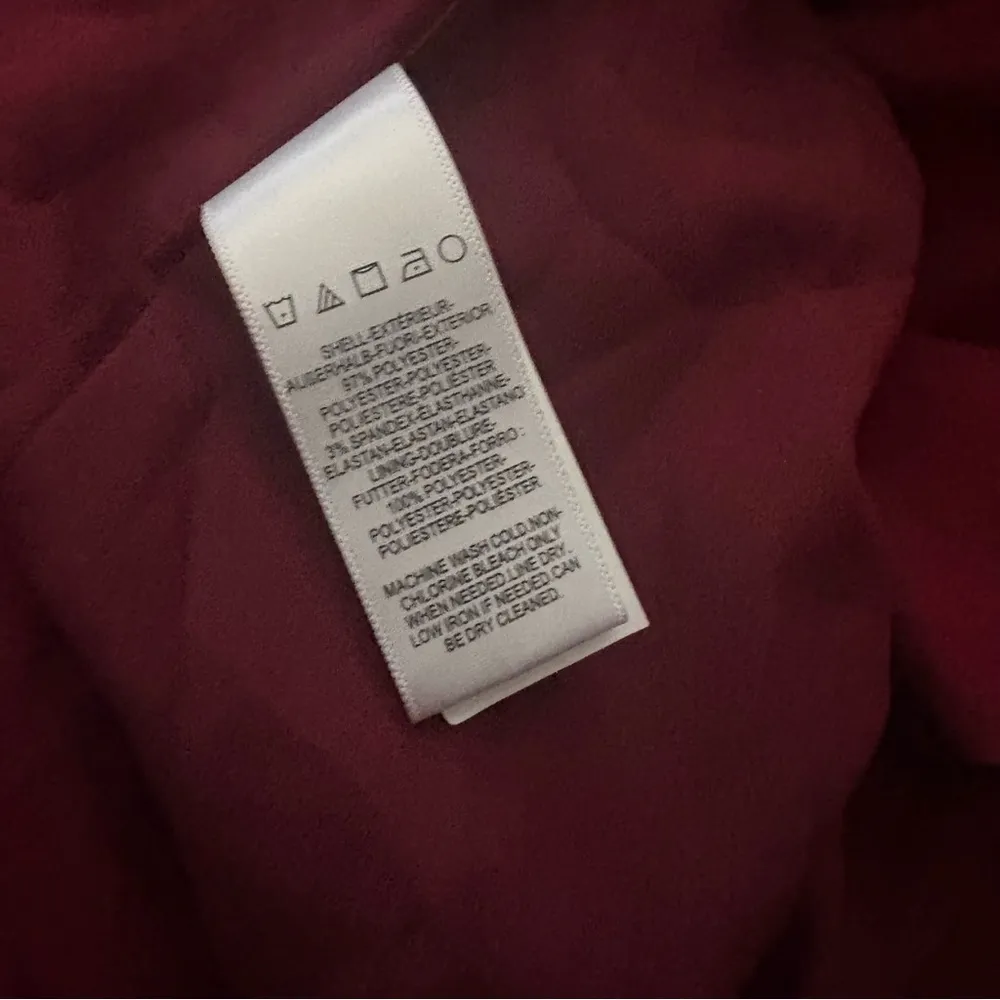 SHELL-EXTÉRIEUR-
AUßERHALB-FUORI-EXTERIOR
97% POLYESTER-
POLYESTER-POLYESTER-
POLIESTERE-POLIÉSTER
3% SPANDEX-ÉLASTHANNE-
ELASTAN-ELASTAN-ELASTANO
LINING-DOUBLURE-
FUTTER-FODERA-FORRO:
100% POLYESTER-
POLYESTER-POLYESTER-
POLIESTERE-POLIÉSTER
MACHINE WASH COLD.NON-
CHLORINE BLEACH ONLY
WHEN NEEDED.LINE DRY.
LOW IRON IF NEEDED.CAN
BE DRY CLEANED.